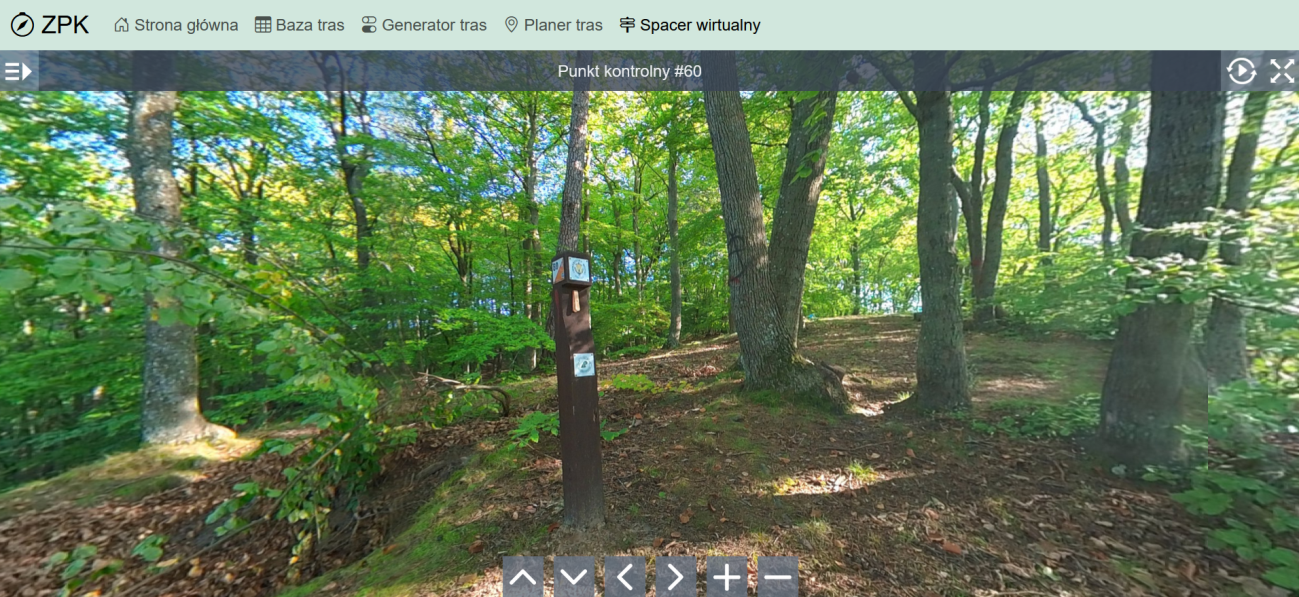 ZPK Strona główna Baza tras Generator tras Planer tras Spacer wirtualny
Punkt kontrolny #60